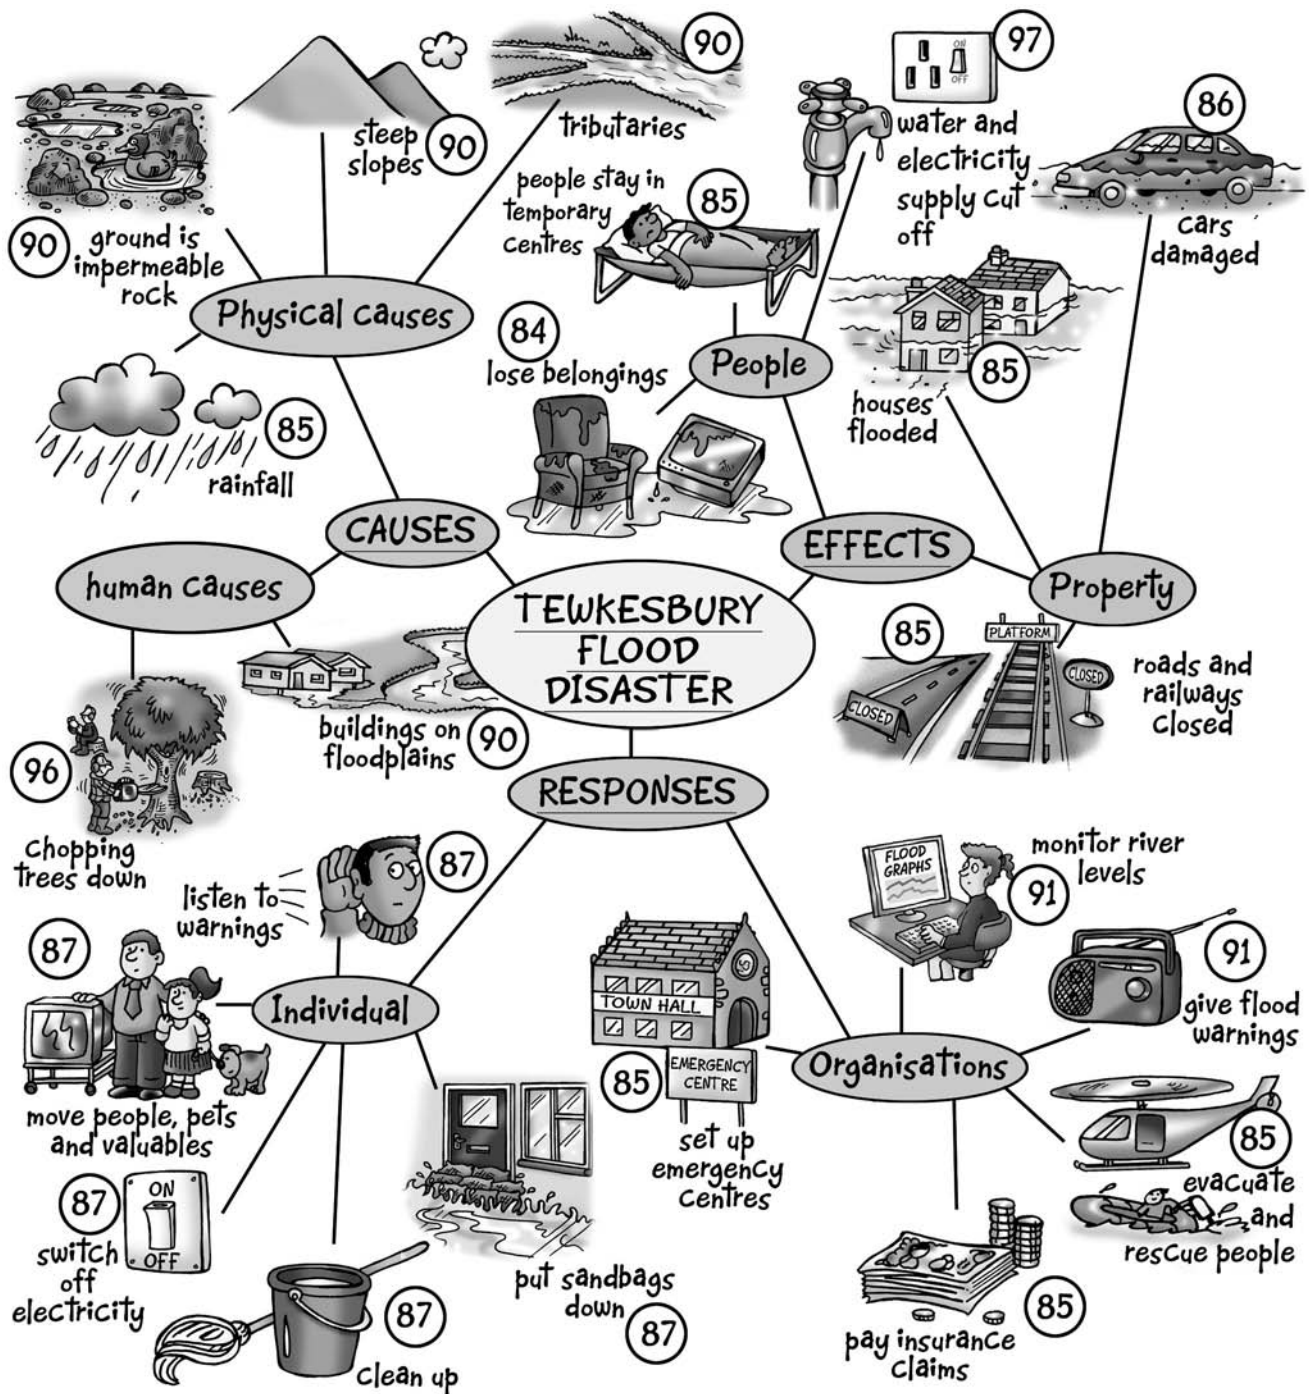 90
steep
slopes
90
tributaries
90
ground is
impermeable
rock
Physical causes
85
rainfall
people stay in
temporary
centres
85
ON
OFF
97
water and
electricity
supply cut
off
86
cars
damaged
84
lose belongings
People
85
houses
flooded
CAUSES
EFFECTS
human causes
Property
TEWKESBURY
FLOOD
DISASTER
85
PLATFORM
CLOSED
CLOSED
roads and
railways
closed
buildings on
floodplains
90
96
chopping
trees down
RESPONSES
listen to
warnings
87
87
move people, pets
and valuables
Individual
87
ON
OFF
switch
off
electricity
87
clean up
put sandbags
down
87
FLOOD
GRAPHS
monitor river
levels
91
91
give flood
warnings
TOWN HALL
EMERGENCY
CENTRE
85
set up
emergency
centres
Organisations
85
evacuate
and
rescue people
85
pay insurance
claims